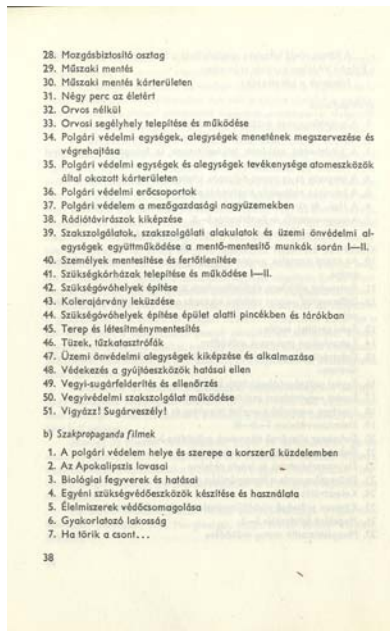 28. Mozgásbiztosító osztag
29. Műszaki mentés
30. Műszaki mentés kárterületen
31. Négy perc az életért
32. Orvos nélkül
33. Orvosi segélyhely telepítése és működése
34. Polgári védelmi egységek, alegységek menetének megszervezése és
végrehajtása
35. Polgári védelmi egységek és alegységek tevékenysége atomeszközök
által okozott kárterületen
36. Polgári védelmi erőcsoportok
37. Polgári védelem a mezőgazdasági nagyüzemekben
38. Rádiótávirászok kiképzése
39. Szakszolgálatok, szakszolgálati alakulatok és üzemi önvédelmi al-
egységek együttműködése a mentő-mentesítő munkák során I—II.
40. Személyek mentesítése és fertőtlenítése
41. Szükségkórházak telepítése és működése I—II.
42. Szükségóvóhelyek építése
43. Kolerajárvány leküzdése
44. Szükségóvóhelyek építése épület alatti pincékben és tárókban
45. Terep és létesítménymentesítés
46. Tüzek, tűzkatasztrófák
47. Üzemi önvédelmi alegységek kiképzése és alkalmazása
48. Védekezés a gyújtóeszközök hatásai ellen
49. Vegyi-sugárfelderítés és ellenőrzés
50. Vegyivédelmi szakszolgálat működése
51. Vigyázz! Sugárveszély!
b) Szakpropaganda filmek
1. A polgári védelem helye és szerepe a korszerű küzdelemben
2. Az Apokalipszis lovasai
3. Biológiai fegyverek és hatásai
4. Egyéni szükségvédőeszközök készítése és használata
5. Élelmiszerek védőcsomagolása
6. Gyakorlatozó lakosság
7. Ha törik a csont...
38